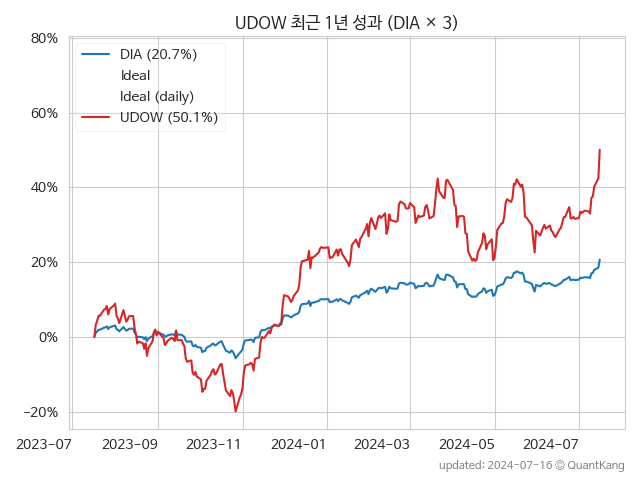 UDOW 최근 1년 성과 (DIA × 3)
80%
60%
40%
20%
0%
−20%
DIA (20.7%)
Ideal
Ideal (daily)
UDOW (50.1%)
2023−07
2023−09
2023−11
2024−01
2024−03
2024−05
2024−07
updated: 2024−07−16 © QuantKang